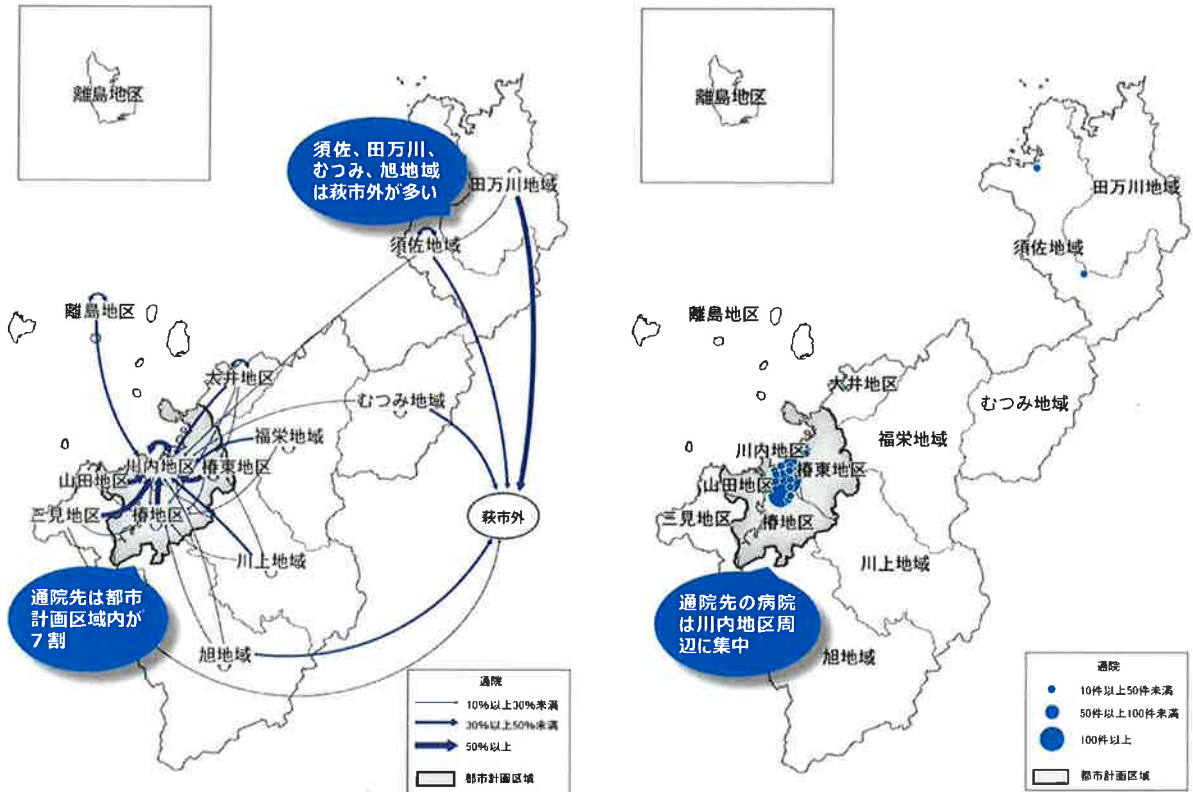 離島地区
須佐、田万川、
むつみ、旭地域
は萩市外が多い
田万川地域
須佐地域
離島地区
大井地区
むつみ地域
福栄地域
川内地区
椿東地区
山田地区
三見地区
椿地区
萩市外
川上地域
通院先は都市
計画区域内が
7割
旭地域
通院
10%以上30%未満
30%以上50%未満
50%以上
都市計画区域
離島地区
田万川地域
須佐地域
離島地区
大井地区
むつみ地域
福栄地域
川内地区
椿東地区
山田地区
三見地区
椿地区
川上地域
通院先の病院
は川内地区周
辺に集中
旭地域
通院
10件以上50件未満
50件以上100件未満
100件以上
都市計画区域